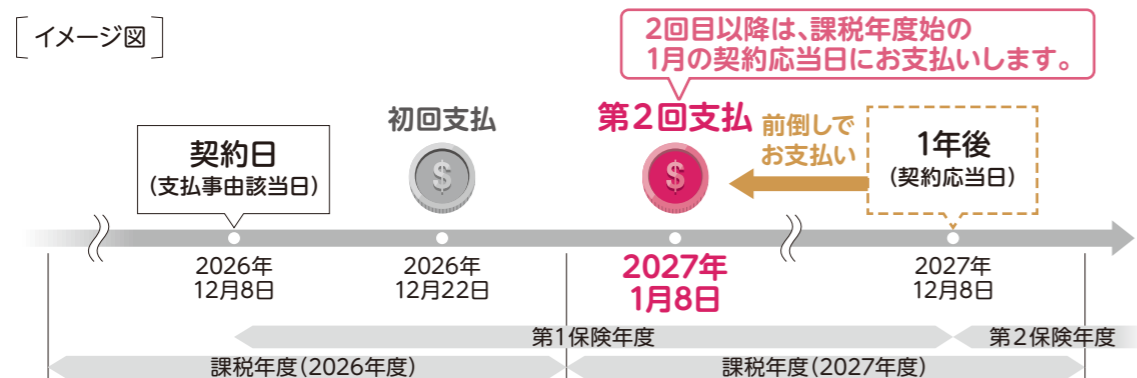 イメージ図
2回目以降は、課税年度始の
1月の契約応当日にお支払いします。
初回支払
第2回支払
前倒しで
お支払い
契約日
(支払事由該当日)
1年後
(契約応当日)
$
$
2026年
12月8日
2026年
12月22日
2027年
1月8日
2027年
12月8日
第1保険年度
第2保険年度
課税年度(2026年度)
課税年度(2027年度)